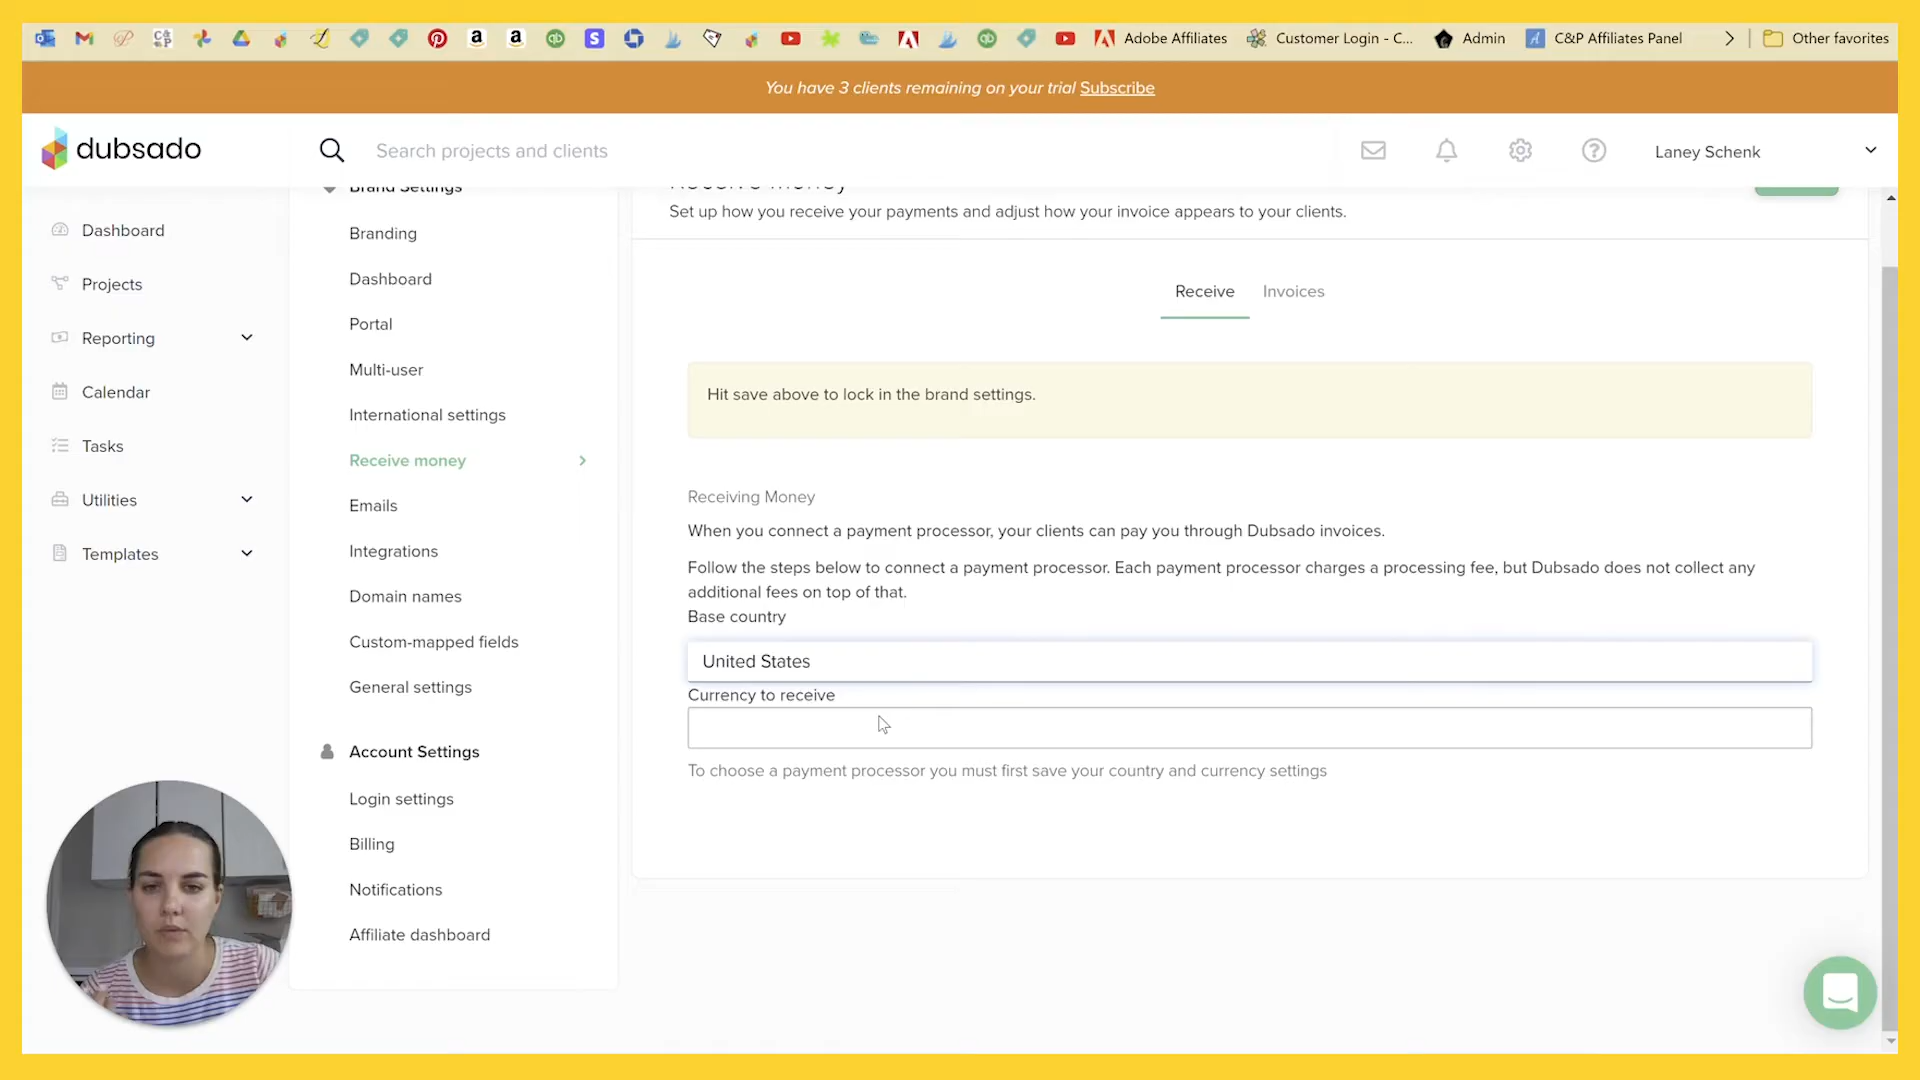 Adobe Affiliates
Customer Login - C...
Admin
C&P Affiliates Panel
Other favorites
You have 3 clients remaining on your trial Subscribe
dubsado
Search projects and clients
Laney Schenk
Dashboard
Projects
Reporting
Calendar
Tasks
Utilities
Templates
Brand Settings
Branding
Dashboard
Portal
Multi-user
International settings
Receive money
Emails
Integrations
Domain names
Custom-mapped fields
General settings
Account Settings
Login settings
Billing
Notifications
Affiliate dashboard
Receive money
Set up how you receive your payments and adjust how your invoice appears to your clients.
Receive
Invoices
Hit save above to lock in the brand settings.
Receiving Money
When you connect a payment processor, your clients can pay you through Dubsado invoices.
Follow the steps below to connect a payment processor. Each payment processor charges a processing fee, but Dubsado does not collect any
additional fees on top of that.
Base country
United States
Currency to receive
To choose a payment processor you must first save your country and currency settings